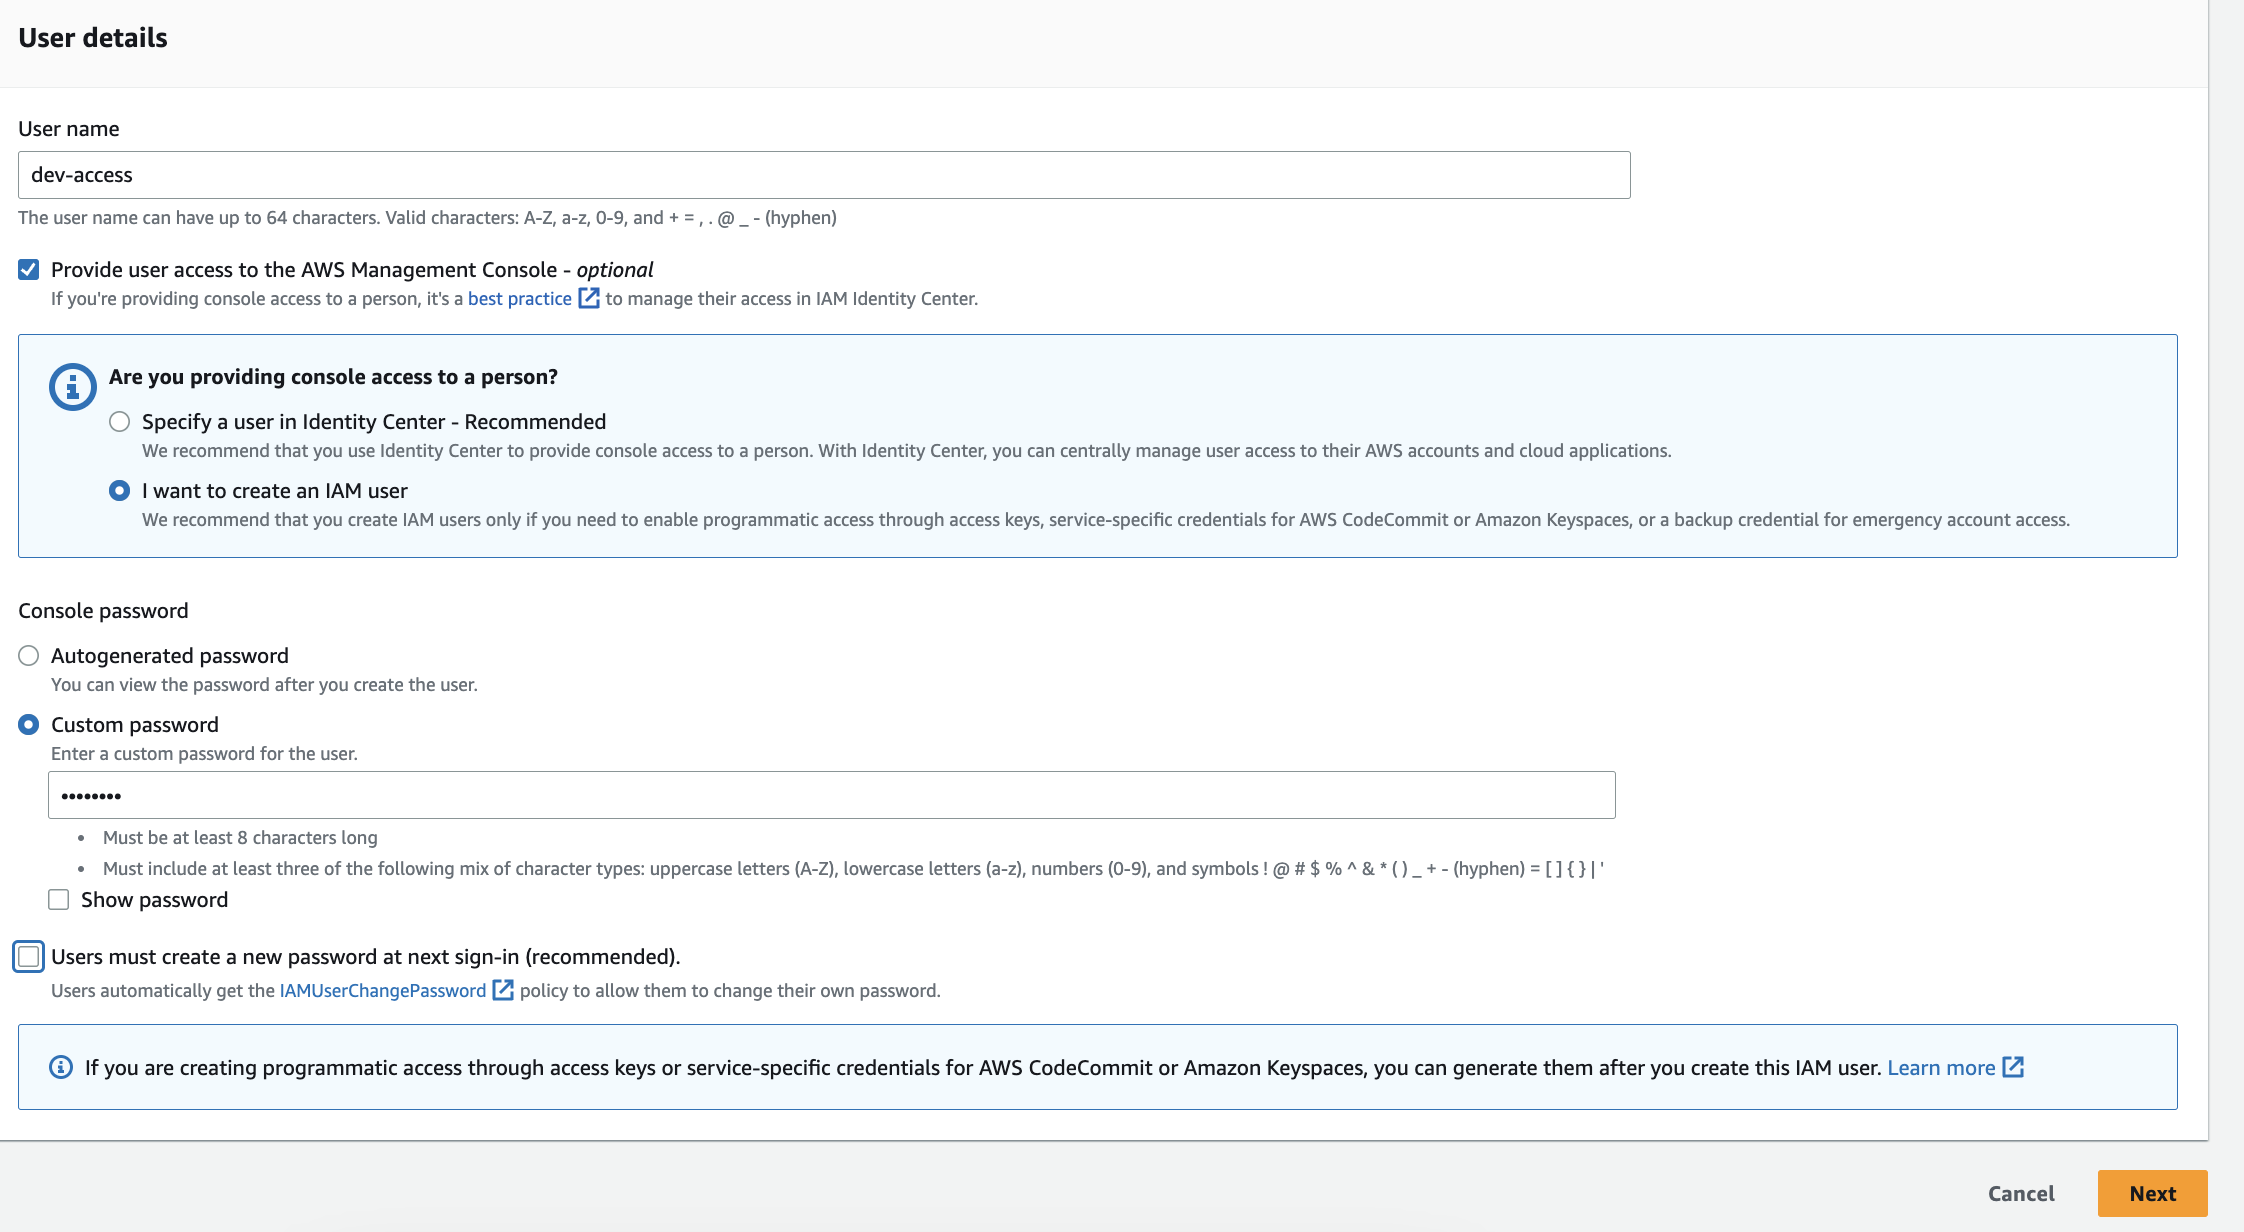 User details
User name
dev-access
The user name can have up to 64 characters. Valid characters: A-Z, a-z, 0-9, and + = , . @ _ - (hyphen)
Provide user access to the AWS Management Console - optional
If you're providing console access to a person, it's a best practice to manage their access in IAM Identity Center.
Are you providing console access to a person?
Specify a user in Identity Center - Recommended
We recommend that you use Identity Center to provide console access to a person. With Identity Center, you can centrally manage user access to their AWS accounts and cloud applications.
I want to create an IAM user
We recommend that you create IAM users only if you need to enable programmatic access through access keys, service-specific credentials for AWS CodeCommit or Amazon Keyspaces, or a backup credential for emergency account access.
Console password
Autogenerated password
You can view the password after you create the user.
Custom password
Enter a custom password for the user.
••••••••
• Must be at least 8 characters long
• Must include at least three of the following mix of character types: uppercase letters (A-Z), lowercase letters (a-z), numbers (0-9), and symbols ! @ # $ % ^ & * ( ) _ + - (hyphen) = [ ] { } | '
Show password
Users must create a new password at next sign-in (recommended).
Users automatically get the IAMUserChangePassword policy to allow them to change their own password.
If you are creating programmatic access through access keys or service-specific credentials for AWS CodeCommit or Amazon Keyspaces, you can generate them after you create this IAM user. Learn more
Cancel
Next